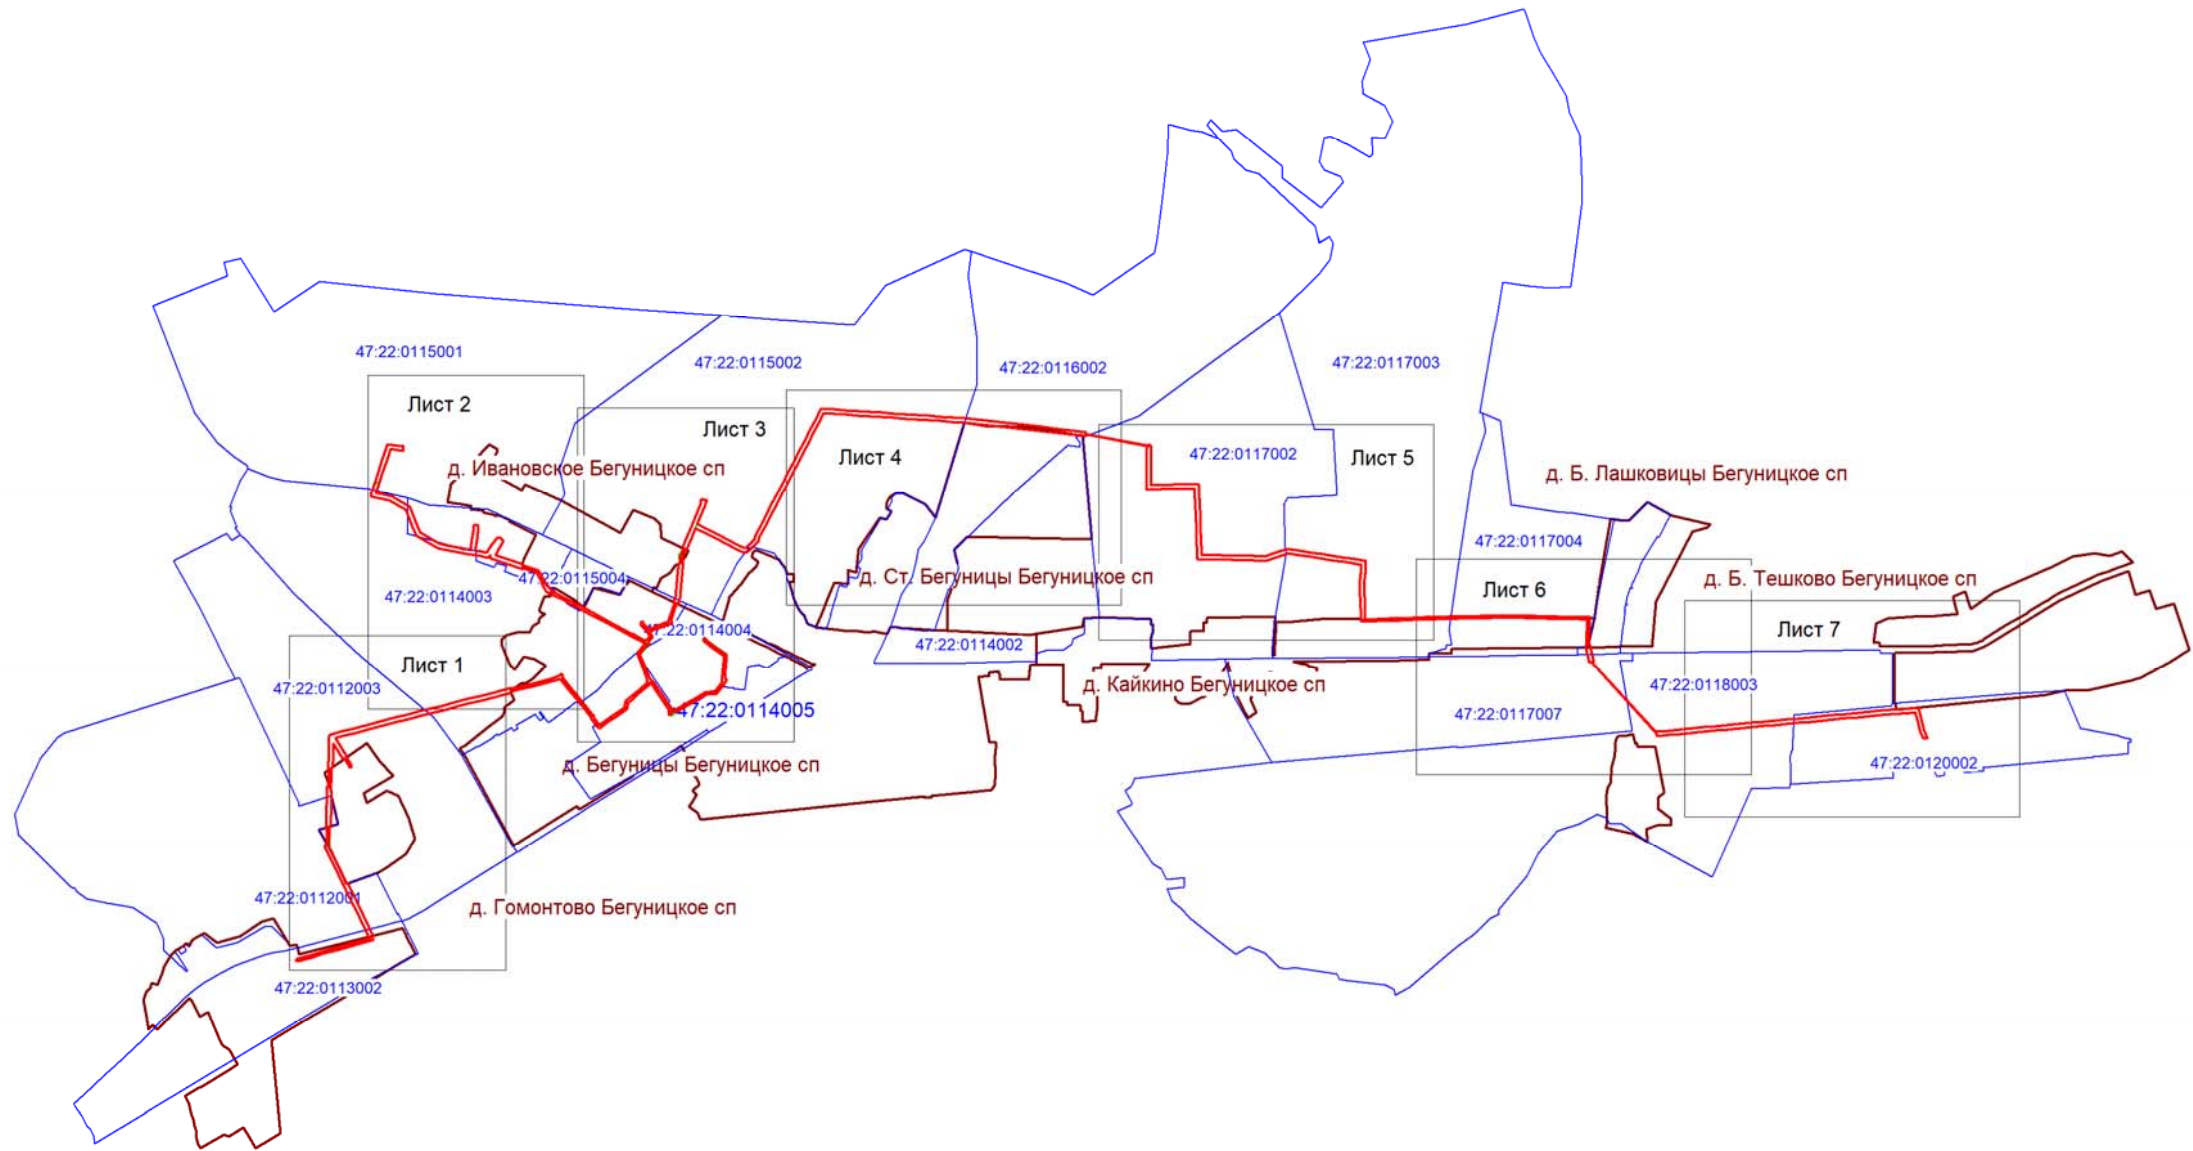 47:22:0115001
47:22:0115002
47:22:0116002
47:22:0117003
Лист 2
Лист 3
Лист 4
47:22:0117002
Лист 5
д. Ивановское Бегуницкое сп
д. Б. Лашковицы Бегуницкое сп
47:22:0117004
47:22:0115004
д. Ст. Бегуницы Бегуницкое сп
д. Б. Тешково Бегуницкое сп
47:22:0114003
Лист 6
47:22:0114004
Лист 7
47:22:0114002
Лист 1
47:22:0112003
д. Кайкино Бегуницкое сп
47:22:0118003
47:22:0114005
47:22:0117007
д. Бегуницы Бегуницкое сп
47:22:0120002
47:22:0112001
д. Гомонтово Бегуницкое сп
47:22:0113002